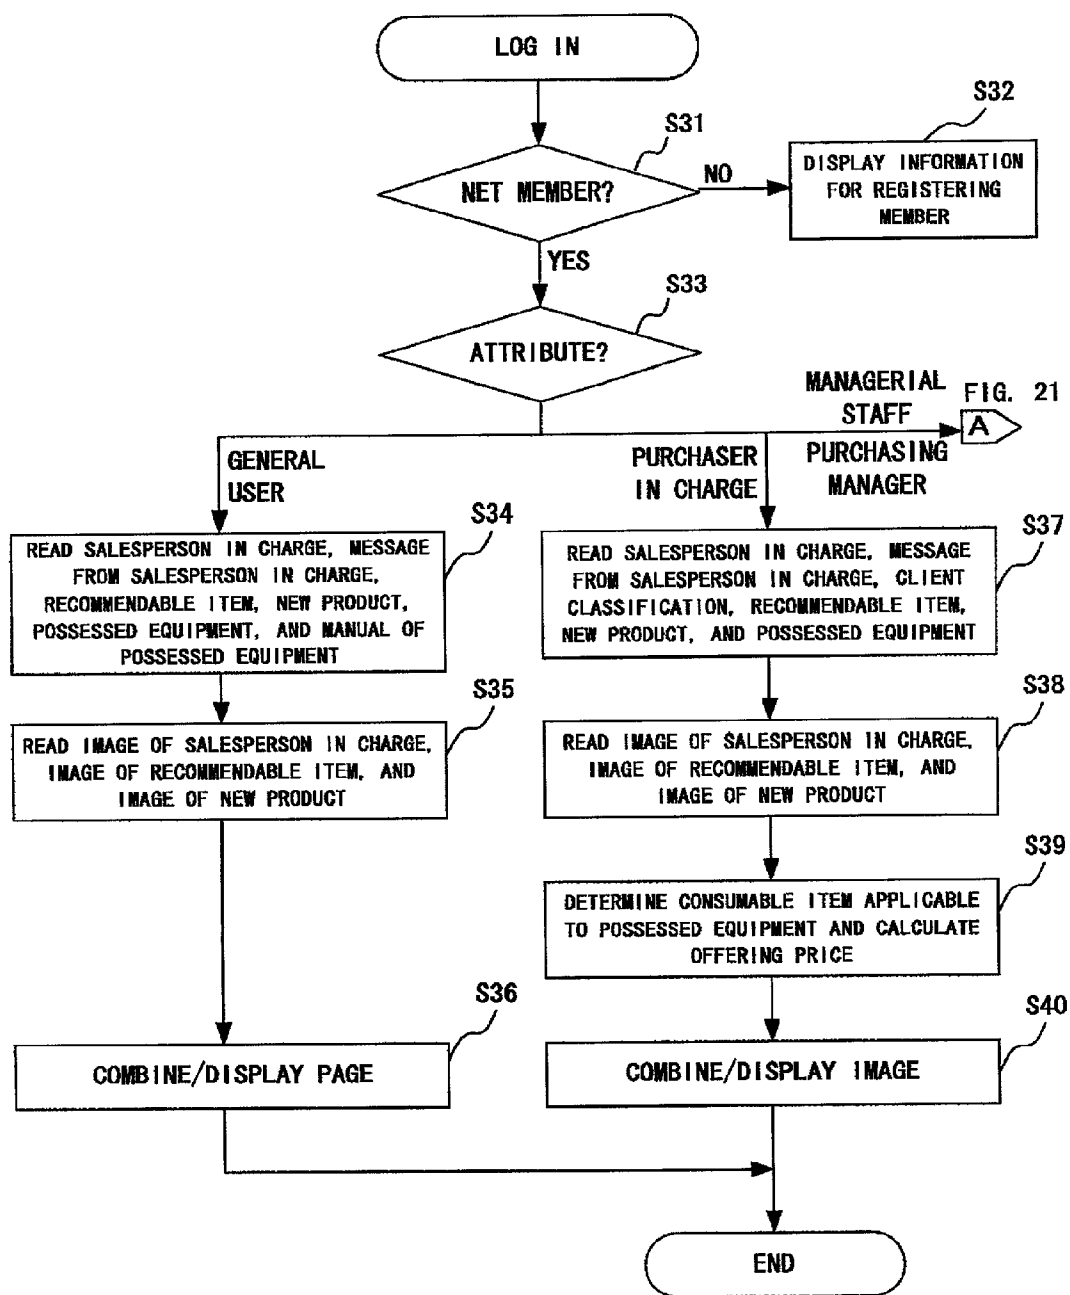 LOG IN
S31
NET MEMBER?
NO
S32
DISPLAY INFORMATION
FOR REGISTERING
MEMBER
YES
S33
ATTRIBUTE?
MANAGERIAL
STAFF
FIG. 21
A
PURCHASING
MANAGER
GENERAL
USER
PURCHASER
IN CHARGE
S34
READ SALESPERSON IN CHARGE, MESSAGE
FROM SALESPERSON IN CHARGE,
RECOMMENDABLE ITEM, NEW PRODUCT,
POSSESSED EQUIPMENT, AND MANUAL OF
POSSESSED EQUIPMENT
S37
READ SALESPERSON IN CHARGE, MESSAGE
FROM SALESPERSON IN CHARGE, CLIENT
CLASSIFICATION, RECOMMENDABLE ITEM,
NEW PRODUCT, AND POSSESSED EQUIPMENT
S35
READ IMAGE OF SALESPERSON IN CHARGE,
IMAGE OF RECOMMENDABLE ITEM, AND
IMAGE OF NEW PRODUCT
S38
READ IMAGE OF SALESPERSON IN CHARGE,
IMAGE OF RECOMMENDABLE ITEM, AND
IMAGE OF NEW PRODUCT
S39
DETERMINE CONSUMABLE ITEM APPLICABLE
TO POSSESSED EQUIPMENT AND CALCULATE
OFFERING PRICE
S36
COMBINE/DISPLAY PAGE
S40
COMBINE/DISPLAY IMAGE
END